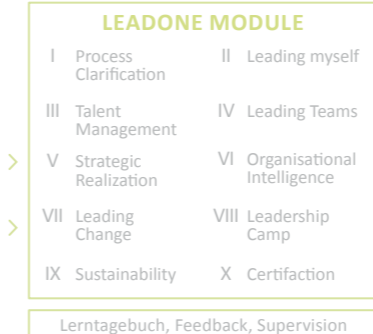 LEADONE MODULE
I Process Clarification
II Leading myself
III Talent Management
IV Leading Teams
V Strategic Realization
VI Organisational Intelligence
VII Leading Change
VIII Leadership Camp
IX Sustainability
X Certifaction
Lerntagebuch, Feedback, Supervision